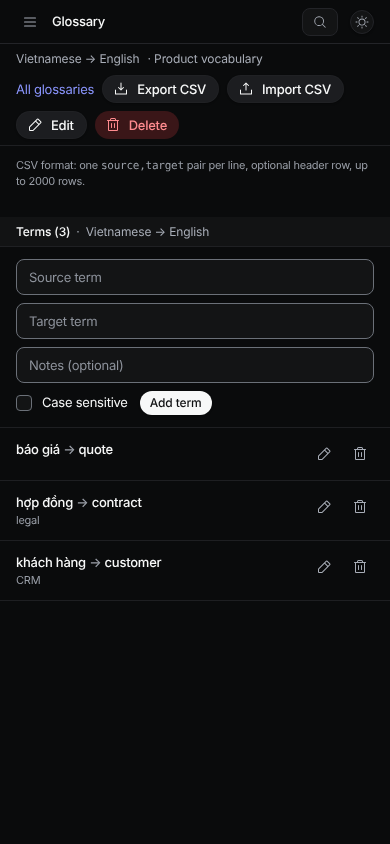 Glossary
Vietnamese → English · Product vocabulary
All glossaries Export CSV Import CSV
Edit Delete
CSV format: one source,target pair per line, optional header row, up
to 2000 rows.
Terms (3) · Vietnamese → English
Source term
Target term
Notes (optional)
Case sensitive Add term
báo giá → quote
hợp đồng → contract
legal
khách hàng → customer
CRM